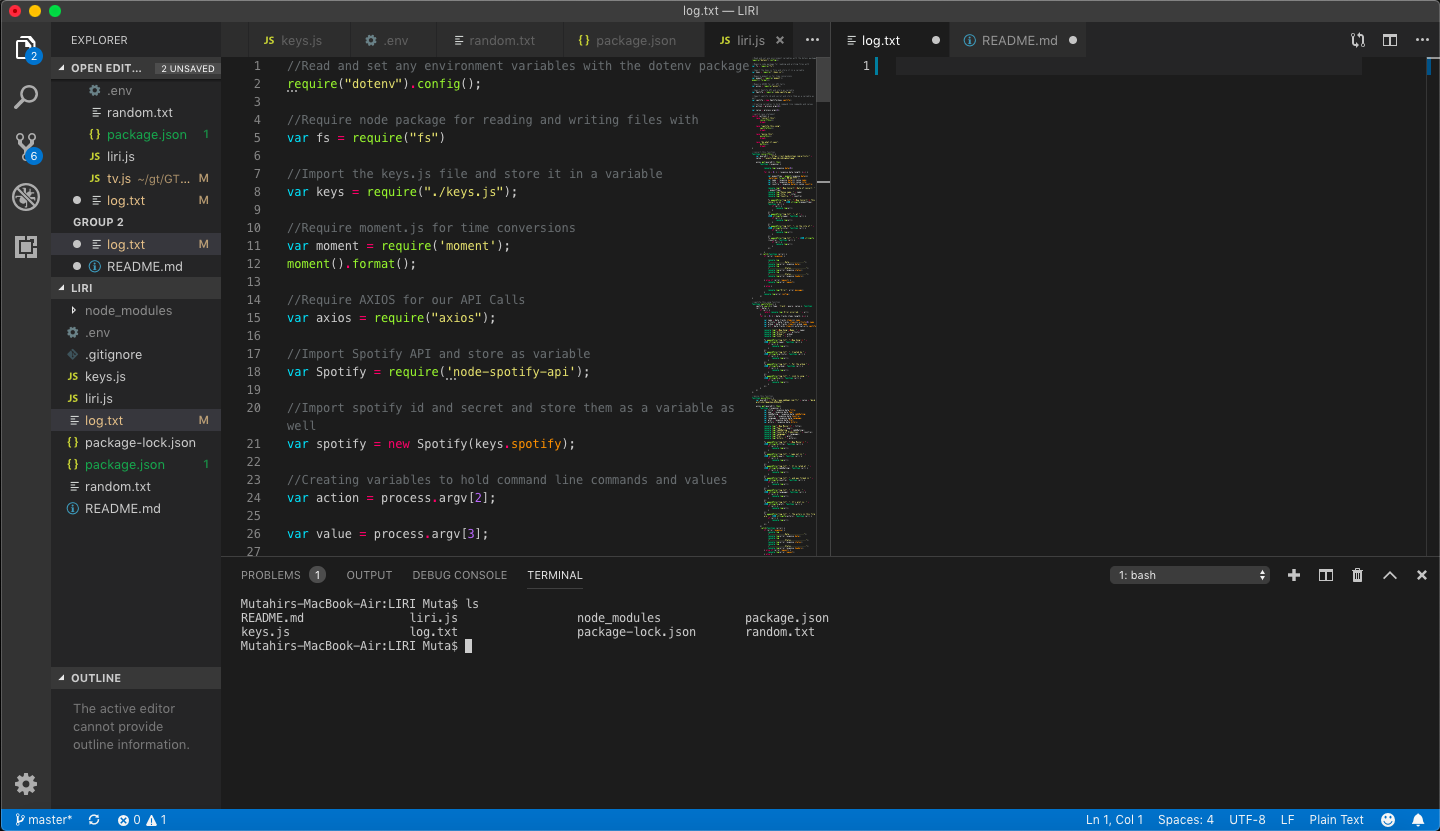 log.txt — LIRI
2
6
EXPLORER
OPEN EDIT... 2 UNSAVED
.env
random.txt
{} package.json 1
JS liri.js
JS tv.js ~/gt/GT... M
log.txt M
GROUP 2
log.txt M
README.md
LIRI
node_modules
.env
.gitignore
JS keys.js
JS liri.js
log.txt M
{} package-lock.json
{} package.json 1
random.txt
README.md
OUTLINE
The active editor
cannot provide
outline information.
JS keys.js .env random.txt {} package.json JS liri.js × ...
1 //Read and set any environment variables with the dotenv package
2 require("dotenv").config();
3
4 //Require node package for reading and writing files with
5 var fs = require("fs")
6
7 //Import the keys.js file and store it in a variable
8 var keys = require("./keys.js");
9
10 //Require moment.js for time conversions
11 var moment = require('moment');
12 moment().format();
13
14 //Require AXIOS for our API Calls
15 var axios = require("axios");
16
17 //Import Spotify API and store as variable
18 var Spotify = require('node-spotify-api');
19
20 //Import spotify id and secret and store them as a variable as
well
21 var spotify = new Spotify(keys.spotify);
22
23 //Creating variables to hold command line commands and values
24 var action = process.argv[2];
25
26 var value = process.argv[3];
27
log.txt README.md ...
1
PROBLEMS 1 OUTPUT DEBUG CONSOLE TERMINAL 1: bash
Mutahirs-MacBook-Air:LIRI Muta$ ls
README.md liri.js node_modules package.json
keys.js log.txt package-lock.json random.txt
Mutahirs-MacBook-Air:LIRI Muta$
master* 0 1 Ln 1, Col 1 Spaces: 4 UTF-8 LF Plain Text